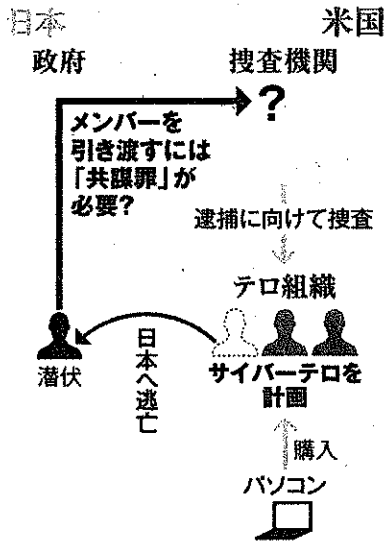 日本
米国
政府
捜査機関
?
メンバーを
引き渡すには
「共謀罪」が
必要?
逮捕に向けて捜査
テロ組織
日本へ逃亡
潜伏
サイバーテロを
計画
購入
パソコン